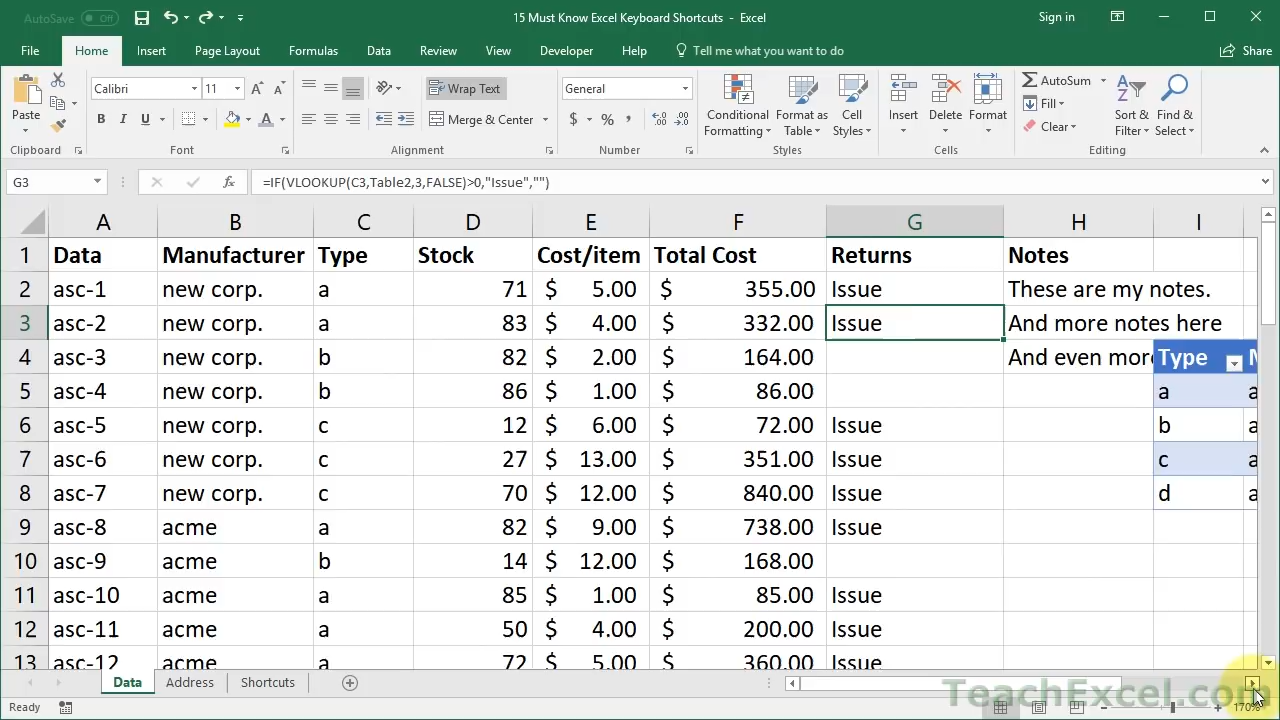 AutoSave Off
15 Must Know Excel Keyboard Shortcuts - Excel
Sign in
File Home Insert Page Layout Formulas Data Review View Developer Help Tell me what you want to do Share
Calibri 11 Wrap Text General AutoSum
Paste Conditional Format as Cell Insert Delete Format Fill Sort & Find &
B I U Merge & Center $ % , Formatting Table Styles Clear Filter Select
Clipboard Font Alignment Number Styles Cells Editing
G3 fx =IF(VLOOKUP(C3,Table2,3,FALSE)>0,"Issue","")
A B C D E F G H I
1 Data Manufacturer Type Stock Cost/item Total Cost Returns Notes
2 asc-1 new corp. a 71 $ 5.00 $ 355.00 Issue These are my notes.
3 asc-2 new corp. a 83 $ 4.00 $ 332.00 Issue And more notes here
4 asc-3 new corp. b 82 $ 2.00 $ 164.00 And even more Type
5 asc-4 new corp. b 86 $ 1.00 $ 86.00 a a
6 asc-5 new corp. c 12 $ 6.00 $ 72.00 Issue b a
7 asc-6 new corp. c 27 $ 13.00 $ 351.00 Issue c a
8 asc-7 new corp. c 70 $ 12.00 $ 840.00 Issue d a
9 asc-8 acme a 82 $ 9.00 $ 738.00 Issue
10 asc-9 acme b 14 $ 12.00 $ 168.00
11 asc-10 acme a 85 $ 1.00 $ 85.00 Issue
12 asc-11 acme a 50 $ 4.00 $ 200.00 Issue
13 asc-12 acme a 72 $ 5.00 $ 360.00 Issue
Data Address Shortcuts
TeachExcel.com
Ready 170%